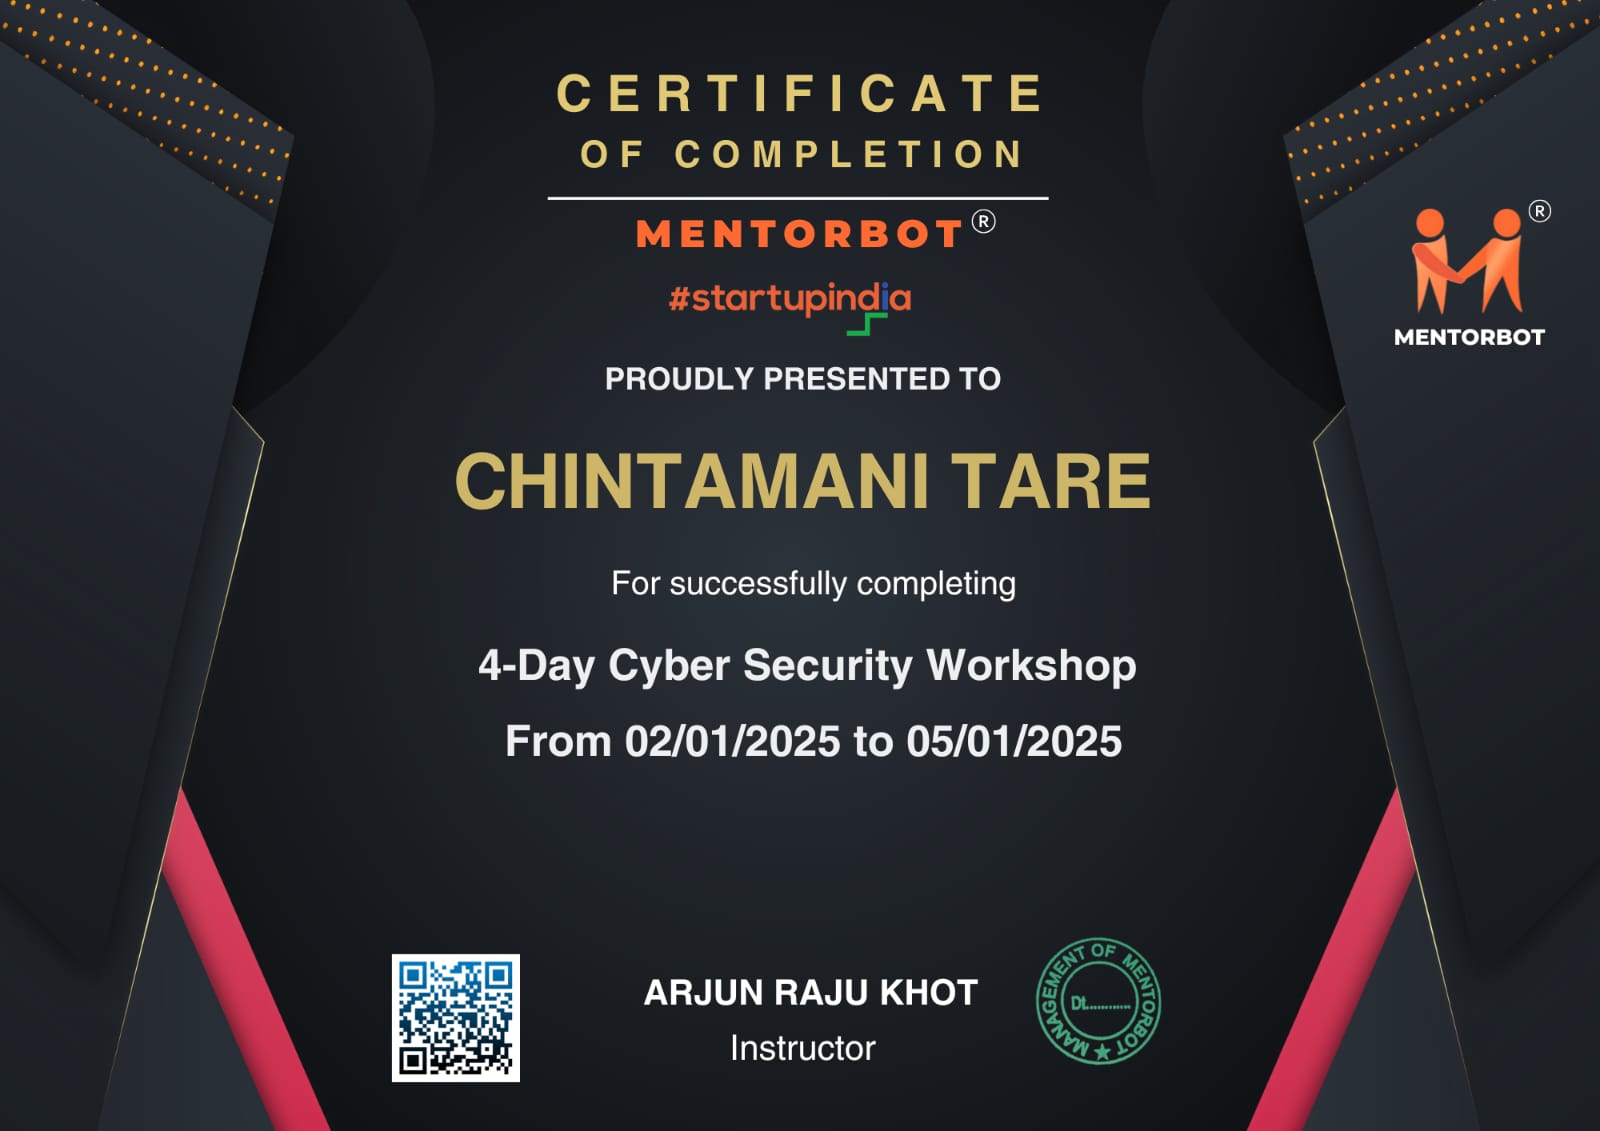 CERTIFICATE
OF COMPLETION
MENTORBOT®
#startupindia
®
MENTORBOT
PROUDLY PRESENTED TO
CHINTAMANI TARE
For successfully completing
4-Day Cyber Security Workshop
From 02/01/2025 to 05/01/2025
ARJUN RAJU KHOT
Instructor
MANAGEMENT OF MENTORBOT ★
Dt............